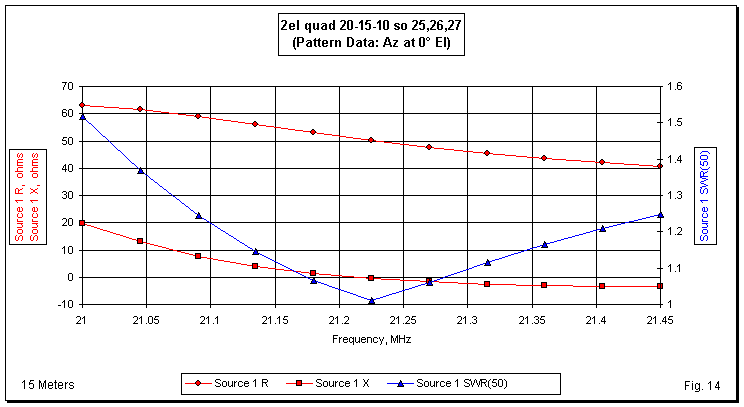 2el quad 20-15-10 so 25,26,27
(Pattern Data: Az at 0° El)
70
60
50
40
30
20
10
0
-10
1.6
1.5
1.4
1.3
1.2
1.1
1
Source 1 R, ohms
Source 1 X, ohms
Source 1 SWR(50)
21 21.05 21.1 21.15 21.2 21.25 21.3 21.35 21.4 21.45
Frequency, MHz
15 Meters
Source 1 R Source 1 X Source 1 SWR(50)
Fig. 14